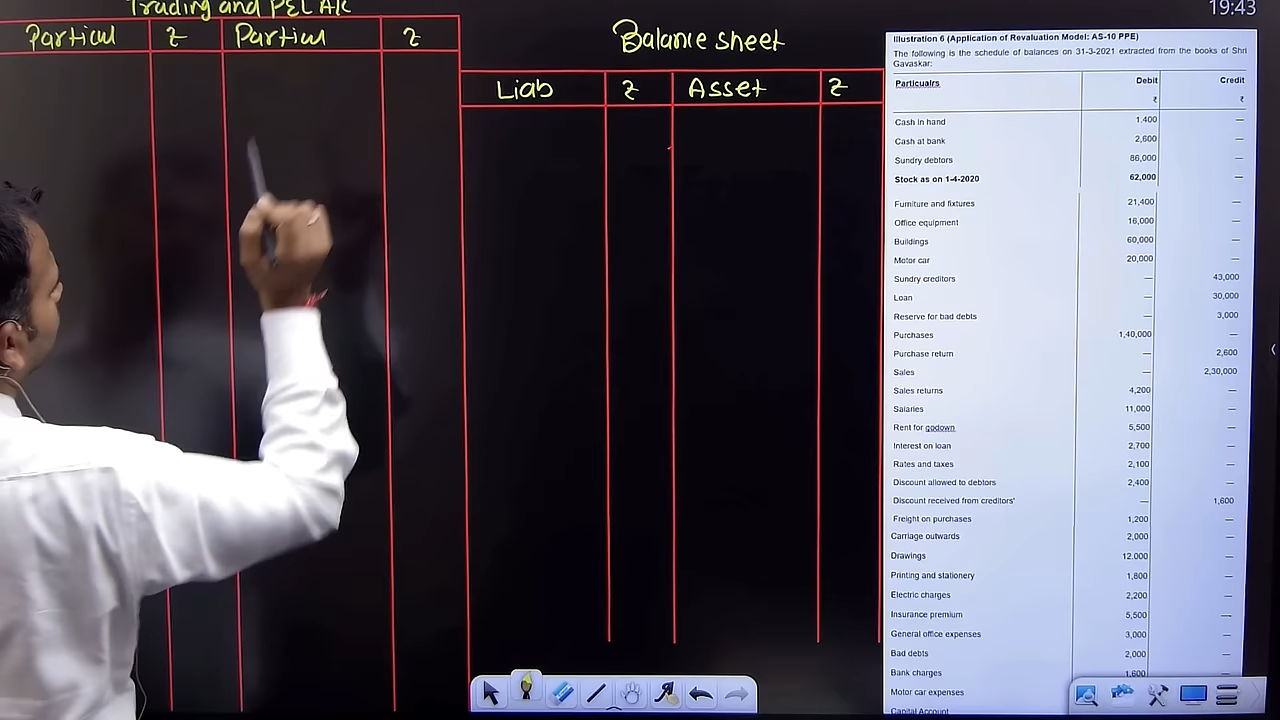 Trading and P&L A/c
19:43
Particul ₹ Particul ₹
Balance sheet
Liab ₹ Asset ₹
Illustration 6 (Application of Revaluation Model: AS-10 PPE)
The following is the schedule of balances on 31-3-2021 extracted from the books of Shri
Gavaskar:
Particualrs Debit Credit
₹ ₹
Cash in hand 1,400 —
Cash at bank 2,600 —
Sundry debtors 86,000 —
Stock as on 1-4-2020 62,000 —
Furniture and fixtures 21,400 —
Office equipment 16,000 —
Buildings 60,000 —
Motor car 20,000 —
Sundry creditors — 43,000
Loan — 30,000
Reserve for bad debts — 3,000
Purchases 1,40,000 —
Purchase return — 2,600
Sales — 2,30,000
Sales returns 4,200 —
Salaries 11,000 —
Rent for godown 5,500 —
Interest on loan 2,700 —
Rates and taxes 2,100 —
Discount allowed to debtors 2,400 —
Discount received from creditors' — 1,600
Freight on purchases 1,200 —
Carriage outwards 2,000 —
Drawings 12,000 —
Printing and stationery 1,800 —
Electric charges 2,200 —
Insurance premium 5,500 —
General office expenses 3,000 —
Bad debts 2,000 —
Bank charges 1,600
Motor car expenses
Capital Account